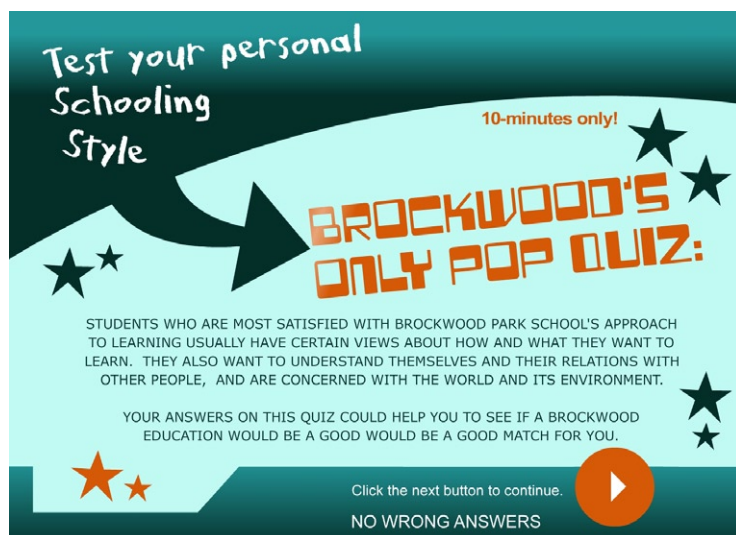 Test your personal
Schooling
Style
10-minutes only!
BROCKWOOD'S
ONLY POP QUIZ:
STUDENTS WHO ARE MOST SATISFIED WITH BROCKWOOD PARK SCHOOL'S APPROACH
TO LEARNING USUALLY HAVE CERTAIN VIEWS ABOUT HOW AND WHAT THEY WANT TO
LEARN. THEY ALSO WANT TO UNDERSTAND THEMSELVES AND THEIR RELATIONS WITH
OTHER PEOPLE, AND ARE CONCERNED WITH THE WORLD AND ITS ENVIRONMENT.
YOUR ANSWERS ON THIS QUIZ COULD HELP YOU TO SEE IF A BROCKWOOD
EDUCATION WOULD BE A GOOD WOULD BE A GOOD MATCH FOR YOU.
Click the next button to continue.
NO WRONG ANSWERS